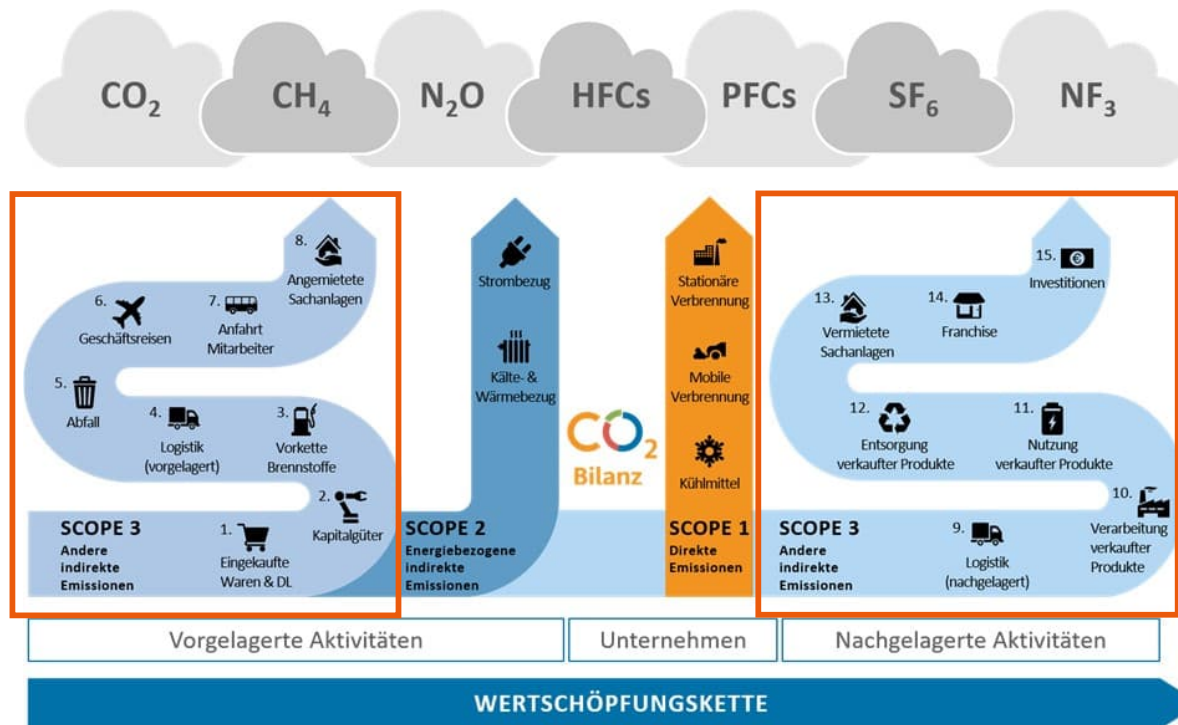 CO₂
CH₄
N₂O
HFCs
PFCs
SF₆
NF₃
8.
Angemietete
Sachanlagen
6.
Geschäftsreisen
7.
Anfahrt
Mitarbeiter
5.
Abfall
4.
Logistik
(vorgelagert)
3.
Vorkette
Brennstoffe
2.
Kapitalgüter
SCOPE 3
Andere
indirekte
Emissionen
1.
Eingekaufte
Waren & DL
Strombezug
Kälte- &
Wärmebezug
SCOPE 2
Energiebezogene
indirekte
Emissionen
CO₂
Bilanz
Stationäre
Verbrennung
Mobile
Verbrennung
Kühlmittel
SCOPE 1
Direkte
Emissionen
15.
€
Investitionen
13.
Vermietete
Sachanlagen
14.
Franchise
12.
Entsorgung
verkaufter Produkte
11.
Nutzung
verkaufter Produkte
10.
Verarbeitung
verkaufter
Produkte
SCOPE 3
Andere
indirekte
Emissionen
9.
Logistik
(nachgelagert)
Vorgelagerte Aktivitäten
Unternehmen
Nachgelagerte Aktivitäten
WERTSCHÖPFUNGSKETTE